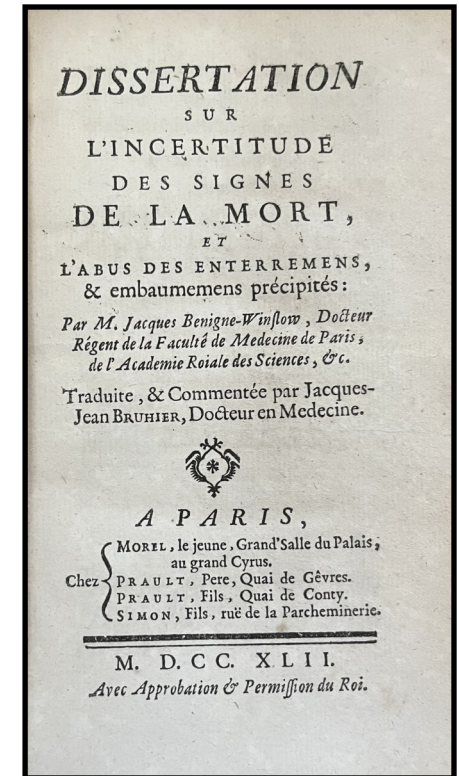 DISSERTATION
SUR
L'INCERTITUDE
DES SIGNES
DE LA MORT,
ET
L'ABUS DES ENTERREMENS,
& embaumemens précipités:
Par M. Jacques Benigne-Winſlow, Docteur
Régent de la Faculté de Medecine de Paris,
de l'Academie Roiale des Sciences, &c.
Traduite, & Commentée par Jacques-
Jean BRUHIER, Docteur en Medecine.
A PARIS,
MOREL, le jeune, Grand'Salle du Palais,
au grand Cyrus.
Chez PRAULT, Pere, Quai de Gêvres.
PRAULT, Fils, Quai de Conty.
SIMON, Fils, ruë de la Parcheminerie.
M. D. CC. XLII.
Avec Approbation & Permiſſion du Roi.